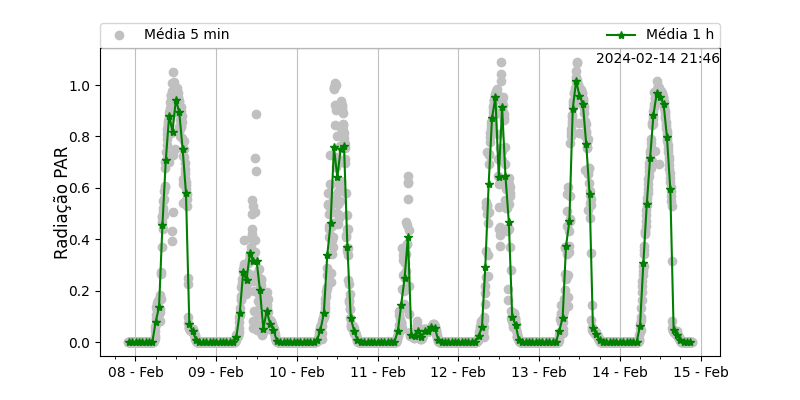 Média 5 min
Média 1 h
2024-02-14 21:46
Radiação PAR
1.0
0.8
0.6
0.4
0.2
0.0
08 - Feb
09 - Feb
10 - Feb
11 - Feb
12 - Feb
13 - Feb
14 - Feb
15 - Feb